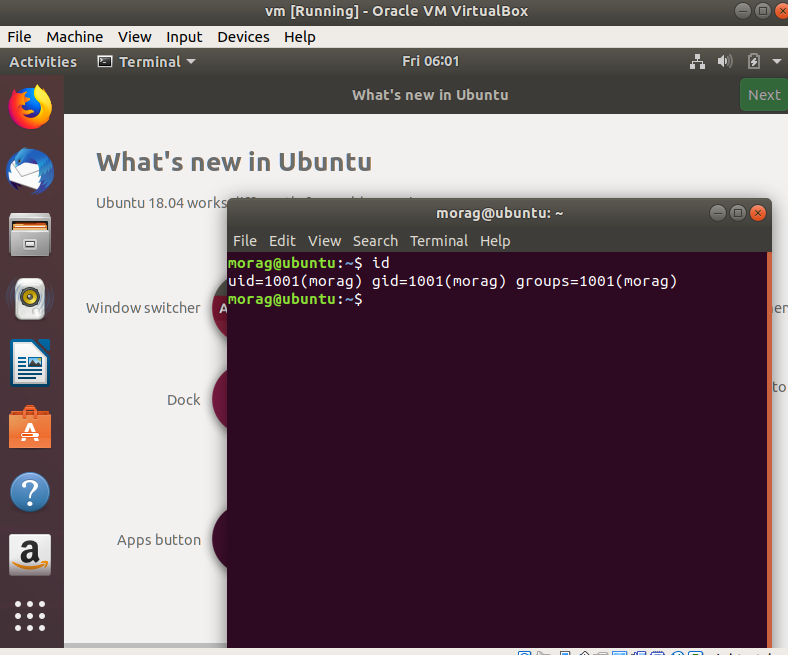 vm [Running] - Oracle VM VirtualBox
File Machine View Input Devices Help
Activities Terminal Fri 06:01
What's new in Ubuntu Next
What's new in Ubuntu
Ubuntu 18.04 works
morag@ubuntu: ~
File Edit View Search Terminal Help
morag@ubuntu:~$ id
uid=1001(morag) gid=1001(morag) groups=1001(morag)
morag@ubuntu:~$
Window switcher
Dock
to
Apps button